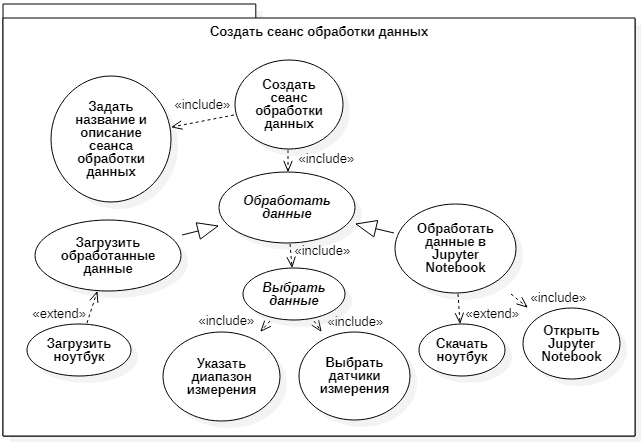 Создать сеанс обработки данных
Создать
сеанс
обработки
данных
«include»
Задать
название и
описание
сеанса
обработки
данных
«include»
Обработать
данные
Загрузить
обработанные
данные
Обработать
данные в
Jupyter
Notebook
«include»
Выбрать
данные
«extend»
Загрузить
ноутбук
«include»
«include»
Указать
диапазон
измерения
Выбрать
датчики
измерения
«extend»
Скачать
ноутбук
«include»
Открыть
Jupyter
Notebook